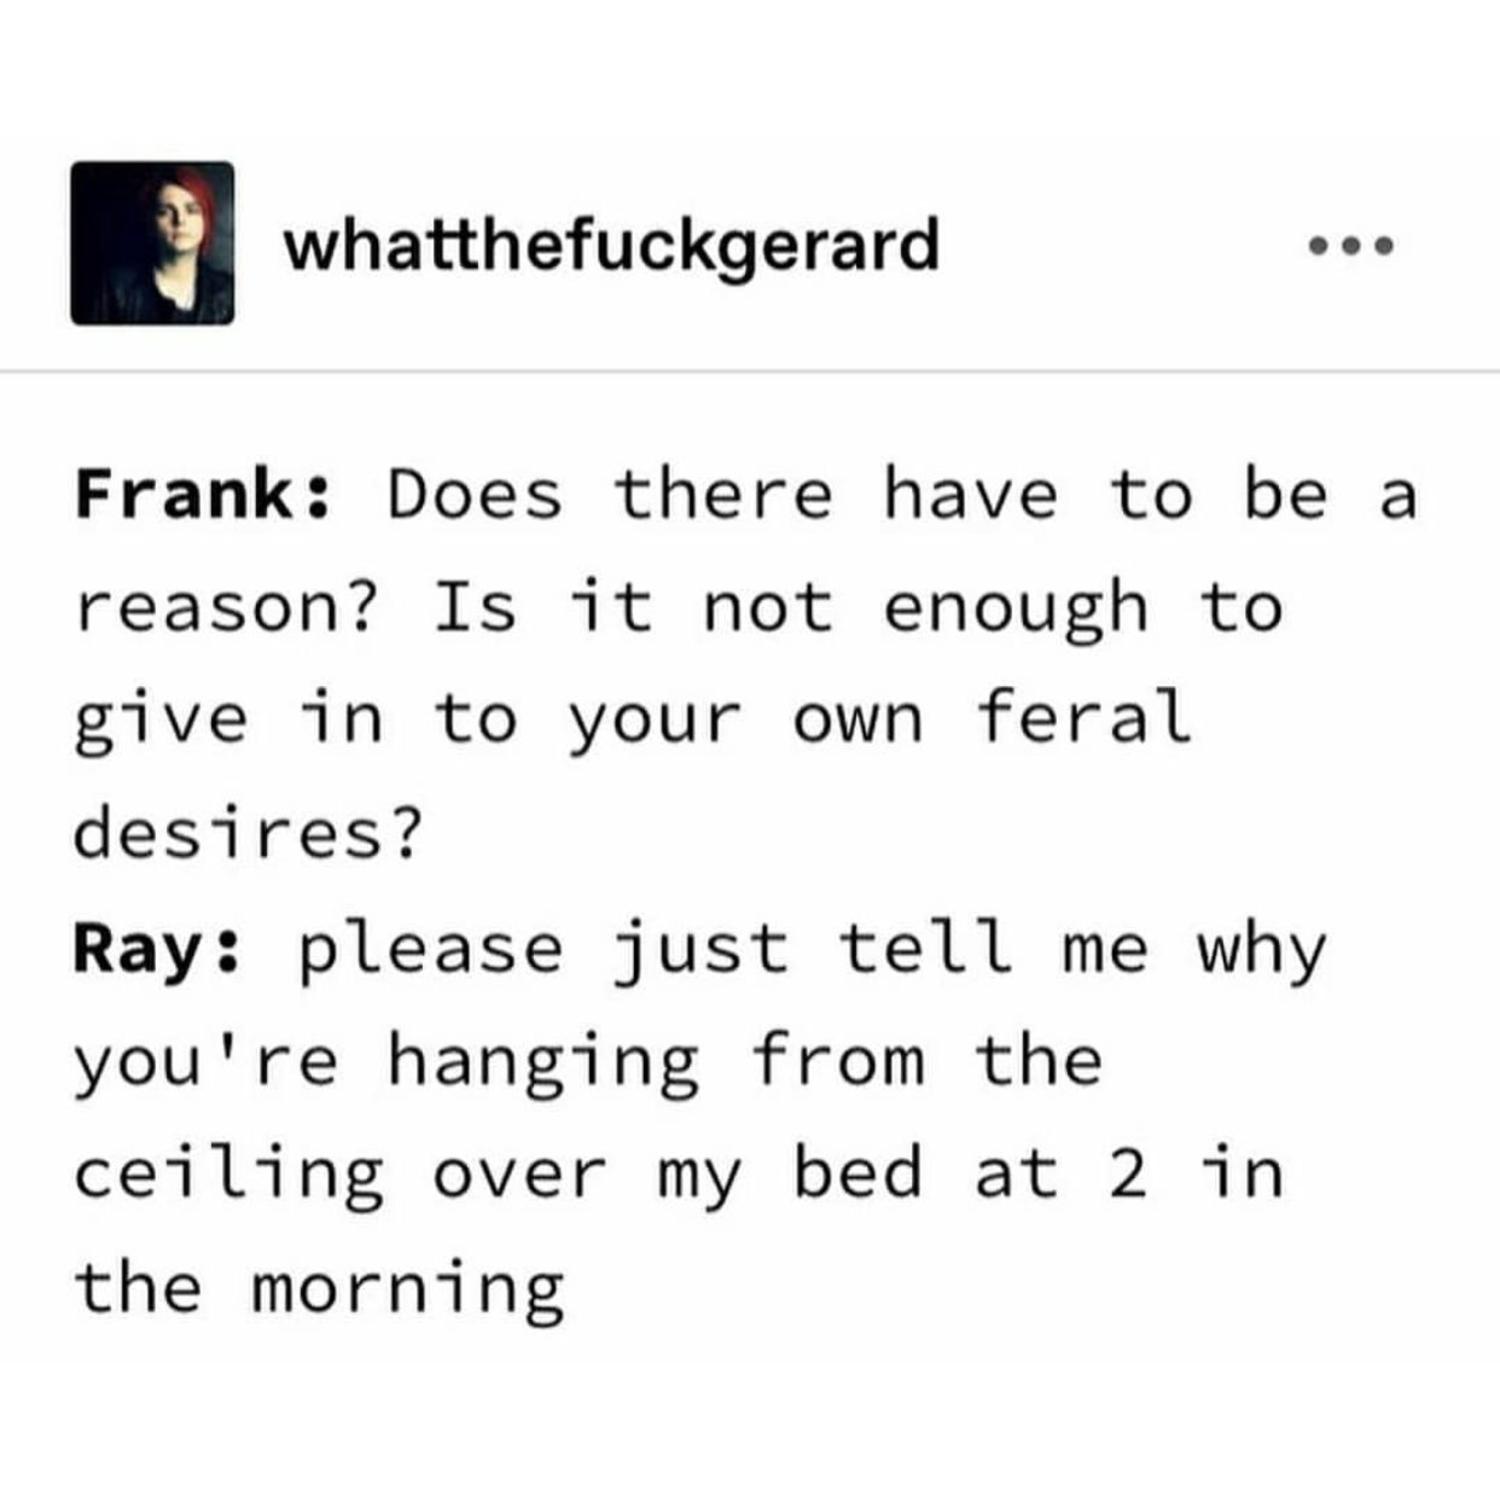 whatthefuckgerard
Frank: Does there have to be a
reason? Is it not enough to
give in to your own feral
desires?
Ray: please just tell me why
you're hanging from the
ceiling over my bed at 2 in
the morning